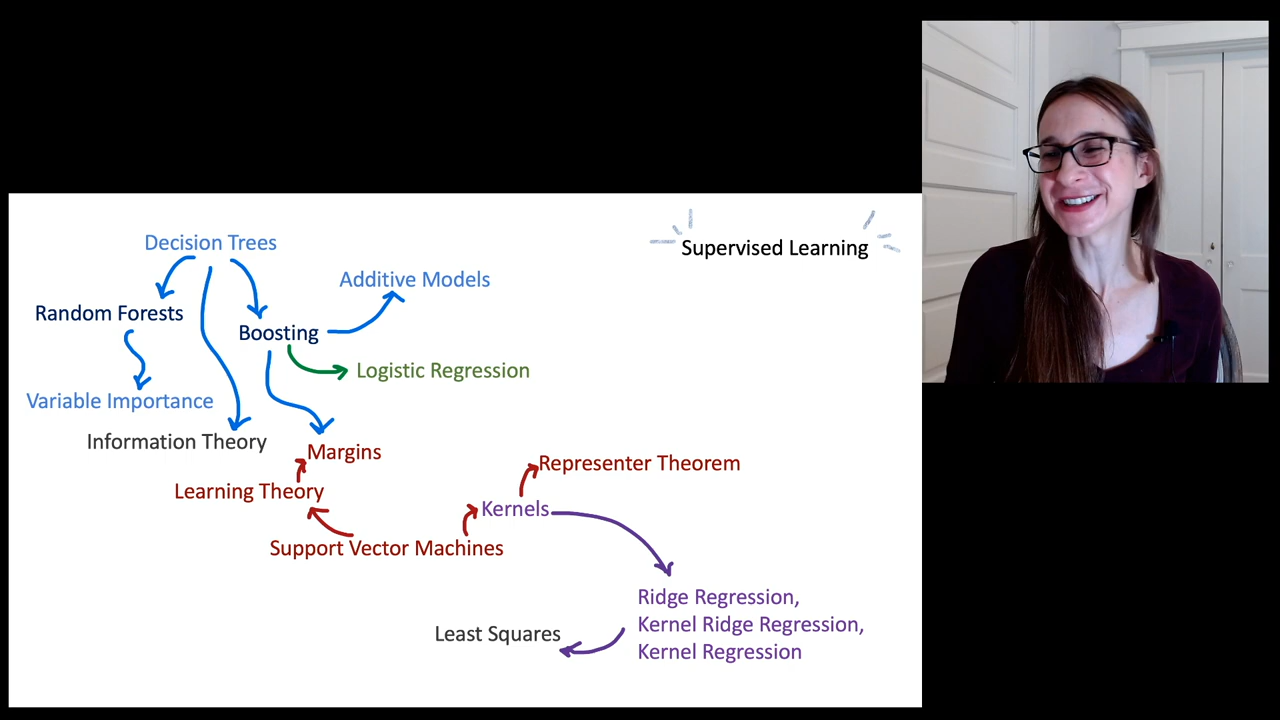 Decision Trees
Supervised Learning
Additive Models
Random Forests
Boosting
Logistic Regression
Variable Importance
Information Theory
Margins
Representer Theorem
Learning Theory
Kernels
Support Vector Machines
Ridge Regression,
Kernel Ridge Regression,
Kernel Regression
Least Squares